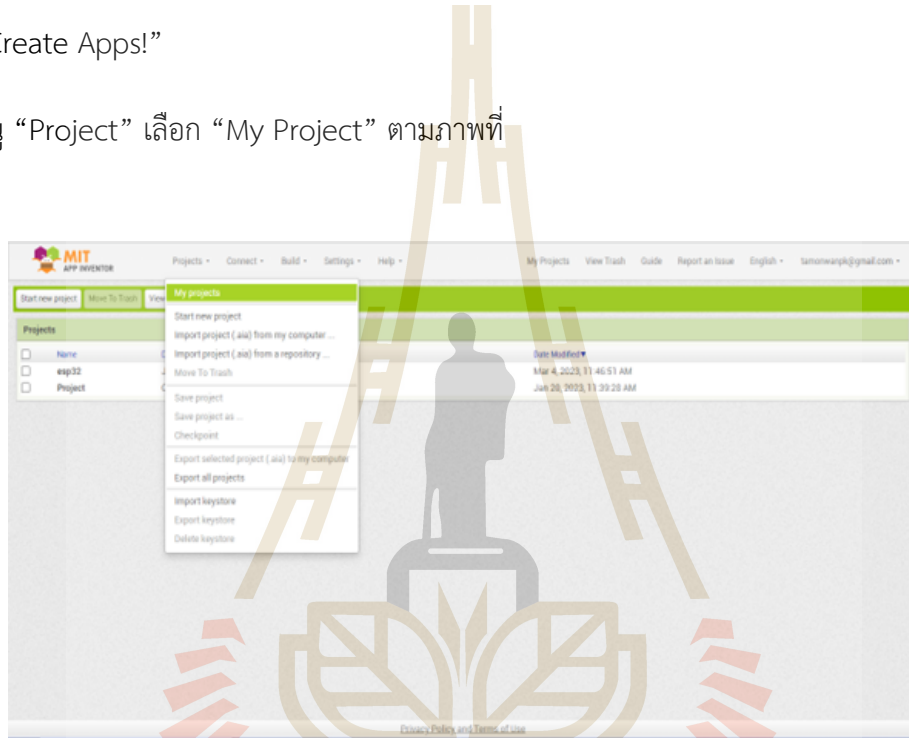 Create Apps!”
“Project” เลือก “My Project” ตามภาพที่
MIT
APP INVENTOR
Projects Connect Build Settings Help My Projects View Trash Guide Report an Issue English tamonwanpk@gmail.com
Start new project Move To Trash View
My projects
Start new project
Import project (.aia) from my computer ...
Import project (.aia) from a repository ...
Move To Trash
Save project
Save project as ...
Checkpoint
Export selected project (.aia) to my computer
Export all projects
Import keystore
Export keystore
Delete keystore
Projects
Name Date Modified▼
esp32 Mar 4, 2023, 11:46:51 AM
Project Jan 28, 2023, 11:39:28 AM
Privacy Policy and Terms of Use